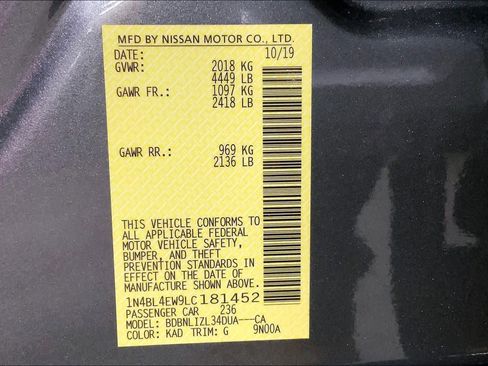 MFD BY NISSAN MOTOR CO., LTD.
DATE: 10/19
GVWR: 2018 KG
4449 LB
GAWR FR.: 1097 KG
2418 LB
GAWR RR.: 969 KG
2136 LB
THIS VEHICLE CONFORMS TO
ALL APPLICABLE FEDERAL
MOTOR VEHICLE SAFETY,
BUMPER, AND THEFT
PREVENTION STANDARDS IN
EFFECT ON THE DATE OF
MANUFACTURE SHOWN ABOVE.
1N4BL4EW9LC181452
PASSENGER CAR 236
MODEL: BDBNLIZL34DUA---CA
COLOR: KAD TRIM: G 9N00A